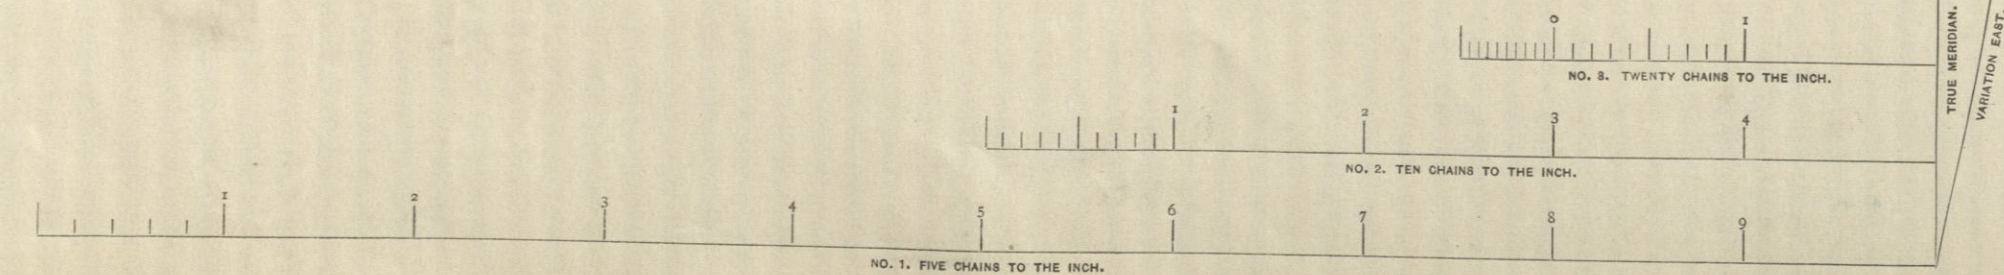 0 1
NO. 3. TWENTY CHAINS TO THE INCH.
1 2 3 4
NO. 2. TEN CHAINS TO THE INCH.
1 2 3 4 5 6 7 8 9
NO. 1. FIVE CHAINS TO THE INCH.
TRUE MERIDIAN.
VARIATION EAST.